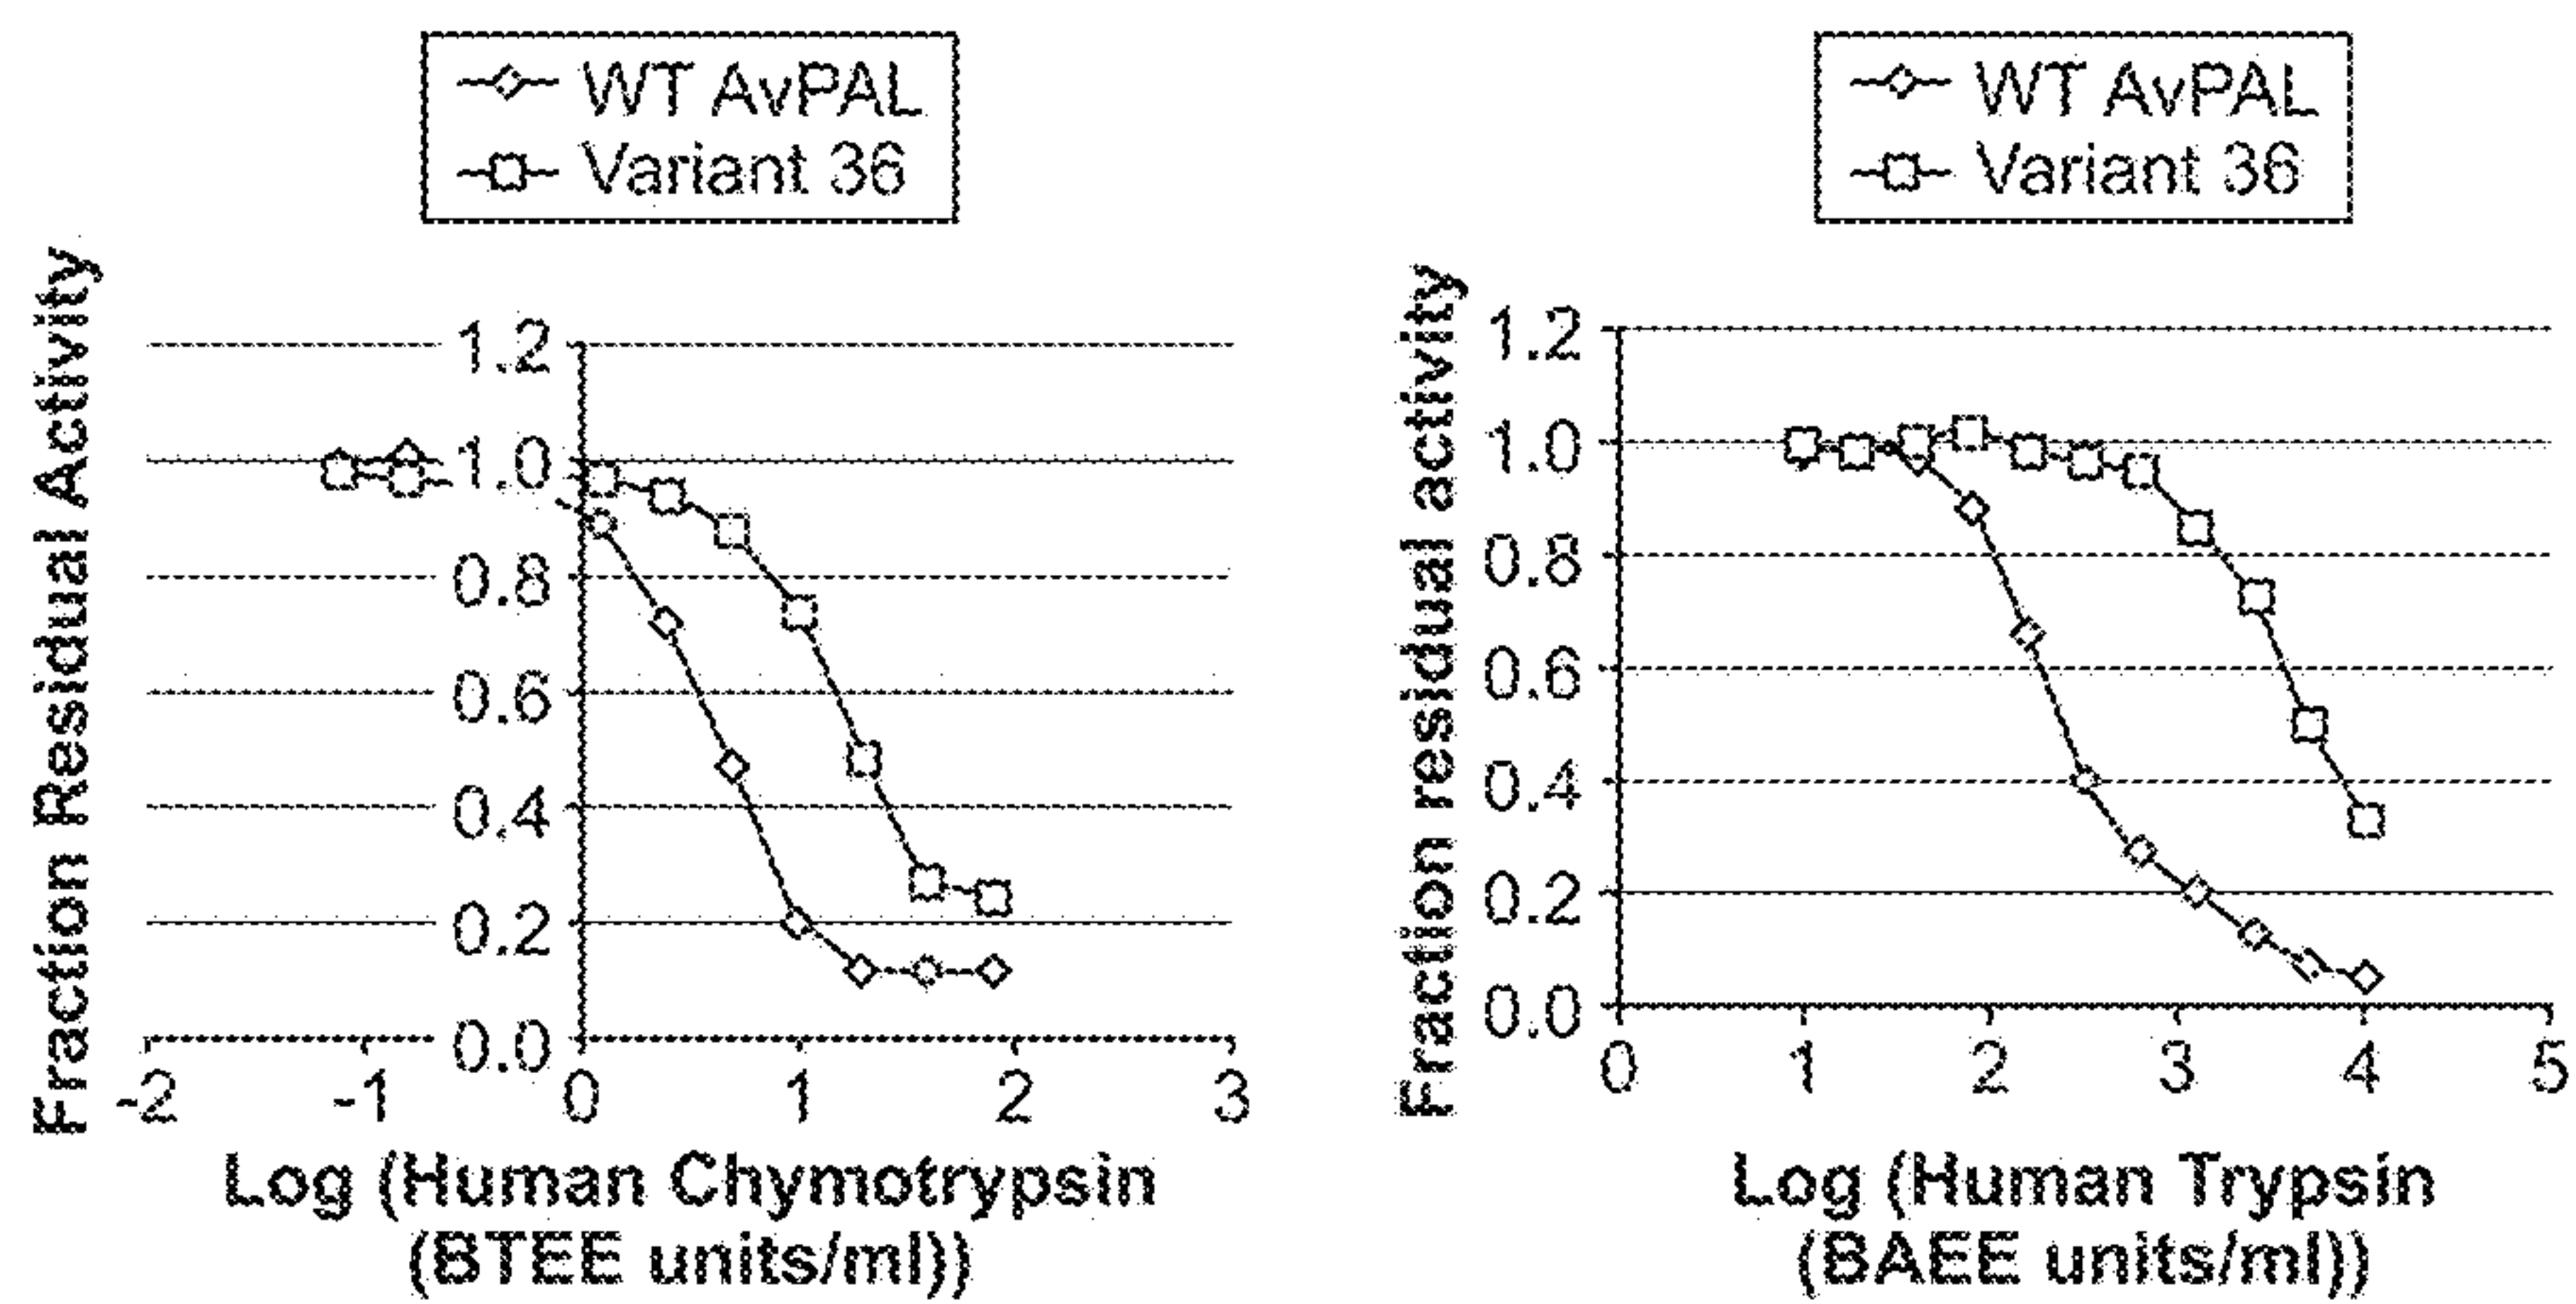 WT AvPAL
Variant 36
Fraction Residual Activity
1.2
1.0
0.8
0.6
0.4
0.2
0.0
-2 -1 0 1 2 3
Log (Human Chymotrypsin
(BTEE units/ml))
WT AvPAL
Variant 36
Fraction residual activity
1.2
1.0
0.8
0.6
0.4
0.2
0.0
0 1 2 3 4 5
Log (Human Trypsin
(BAEE units/ml))